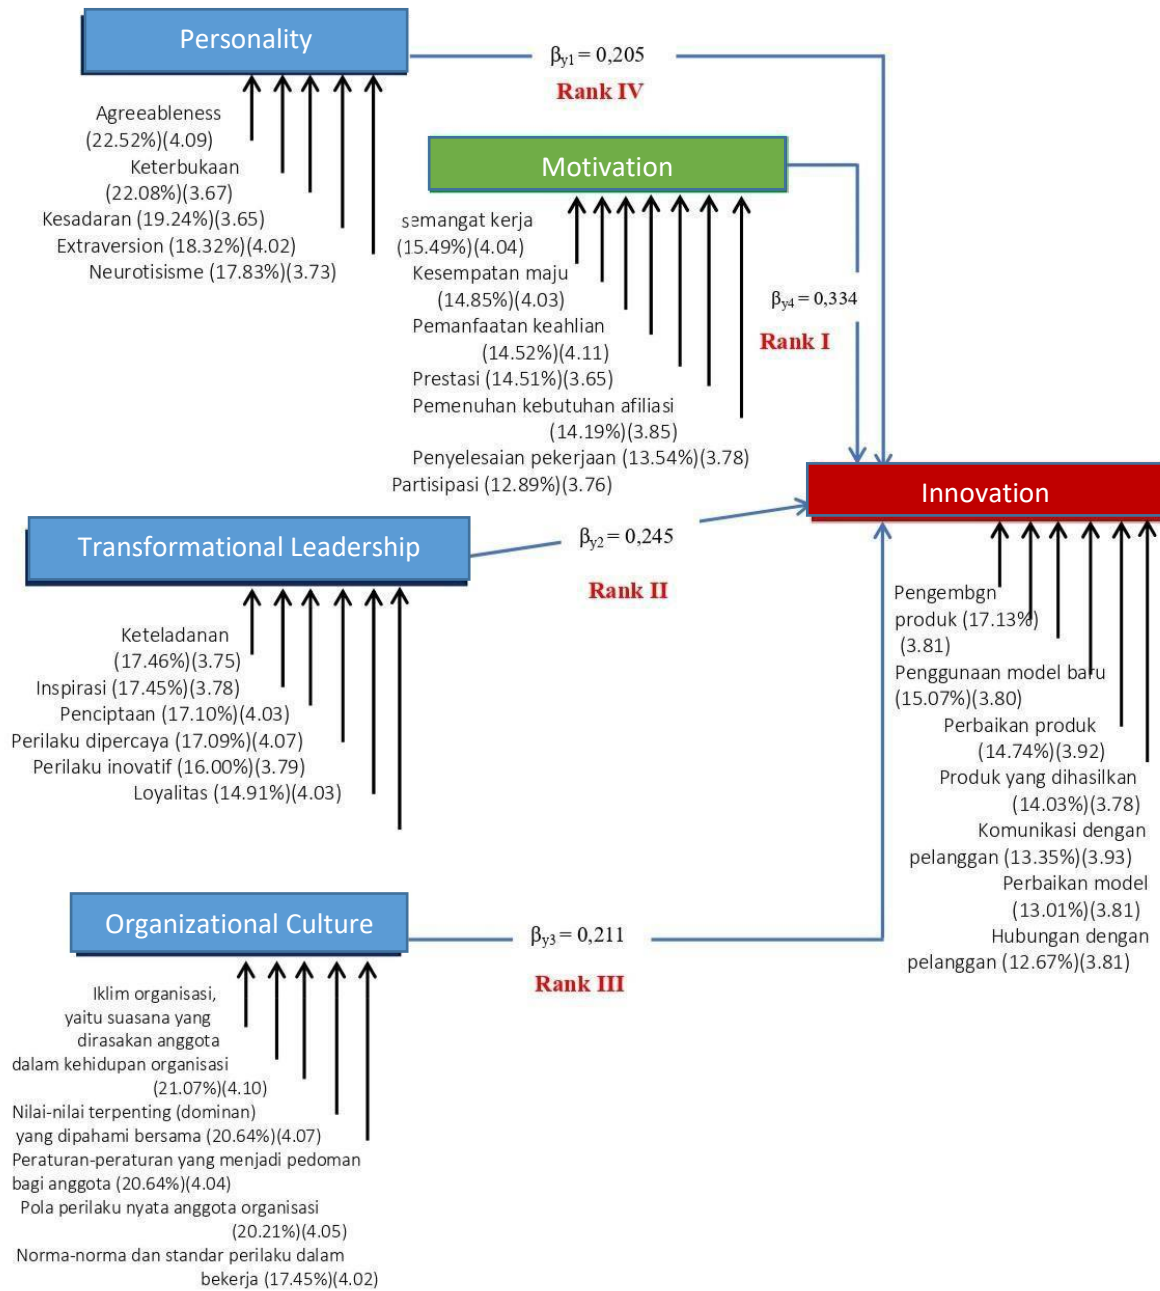 Personality
β_y1 = 0,205
Rank IV
Agreeableness
(22.52%)(4.09)
Keterbukaan
(22.08%)(3.67)
Kesadaran (19.24%)(3.65)
Extraversion (18.32%)(4.02)
Neurotisisme (17.83%)(3.73)
Motivation
semangat kerja
(15.49%)(4.04)
Kesempatan maju
(14.85%)(4.03)
Pemanfaatan keahlian
(14.52%)(4.11)
Prestasi (14.51%)(3.65)
Pemenuhan kebutuhan afiliasi
(14.19%)(3.85)
Penyelesaian pekerjaan (13.54%)(3.78)
Partisipasi (12.89%)(3.76)
β_y4 = 0,334
Rank I
Innovation
Pengembgn
produk (17.13%)
(3.81)
Penggunaan model baru
(15.07%)(3.80)
Perbaikan produk
(14.74%)(3.92)
Produk yang dihasilkan
(14.03%)(3.78)
Komunikasi dengan
pelanggan (13.35%)(3.93)
Perbaikan model
(13.01%)(3.81)
Hubungan dengan
pelanggan (12.67%)(3.81)
Transformational Leadership
β_y2 = 0,245
Rank II
Keteladanan
(17.46%)(3.75)
Inspirasi (17.45%)(3.78)
Penciptaan (17.10%)(4.03)
Perilaku dipercaya (17.09%)(4.07)
Perilaku inovatif (16.00%)(3.79)
Loyalitas (14.91%)(4.03)
Organizational Culture
β_y3 = 0,211
Rank III
Iklim organisasi,
yaitu suasana yang
dirasakan anggota
dalam kehidupan organisasi
(21.07%)(4.10)
Nilai-nilai terpenting (dominan)
yang dipahami bersama (20.64%)(4.07)
Peraturan-peraturan yang menjadi pedoman
bagi anggota (20.64%)(4.04)
Pola perilaku nyata anggota organisasi
(20.21%)(4.05)
Norma-norma dan standar perilaku dalam
bekerja (17.45%)(4.02)